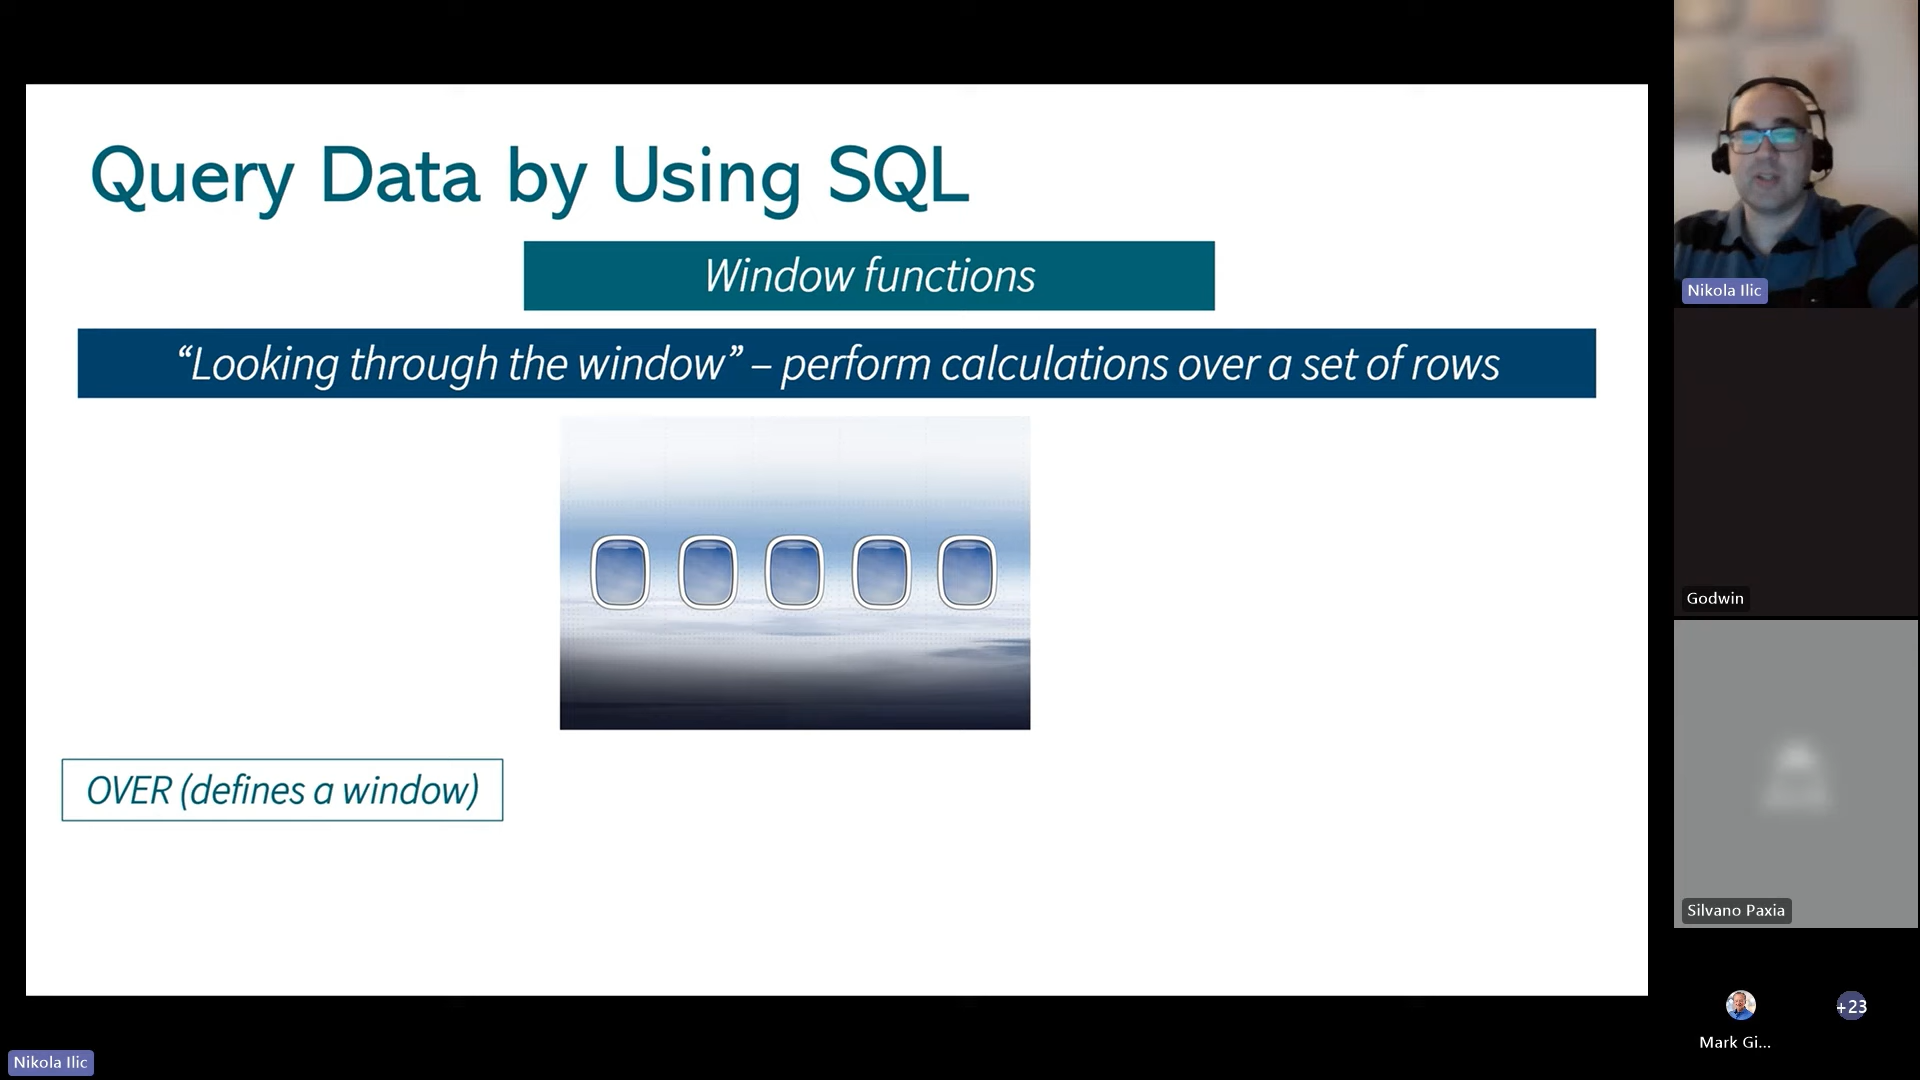 Query Data by Using SQL
Window functions
“Looking through the window” – perform calculations over a set of rows
OVER (defines a window)
Nikola Ilic
Godwin
Silvano Paxia
+23
Mark Gi...
Nikola Ilic